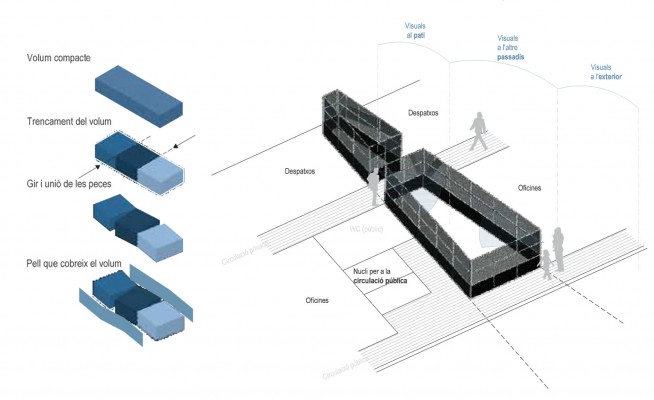 Volum compacte
Trencament del volum
Gir i unió de les peces
Pell que cobreix el volum
Visuals
al pati
Visuals
a l'altre
passadís
Visuals
a l'exterior
Despatxos
Despatxos
Oficines
WC (públic)
Circulació privada
Nucli per a la
circulació pública
Oficines
Circulació pública